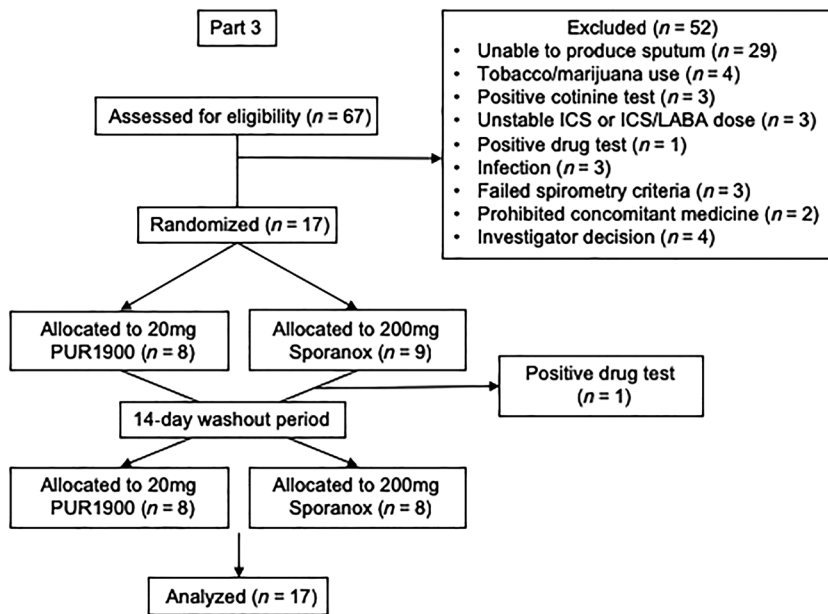 Part 3
Assessed for eligibility (n = 67)
Excluded (n = 52)
• Unable to produce sputum (n = 29)
• Tobacco/marijuana use (n = 4)
• Positive cotinine test (n = 3)
• Unstable ICS or ICS/LABA dose (n = 3)
• Positive drug test (n = 1)
• Infection (n = 3)
• Failed spirometry criteria (n = 3)
• Prohibited concomitant medicine (n = 2)
• Investigator decision (n = 4)
Randomized (n = 17)
Allocated to 20mg
PUR1900 (n = 8)
Allocated to 200mg
Sporanox (n = 9)
Positive drug test
(n = 1)
14-day washout period
Allocated to 20mg
PUR1900 (n = 8)
Allocated to 200mg
Sporanox (n = 8)
Analyzed (n = 17)